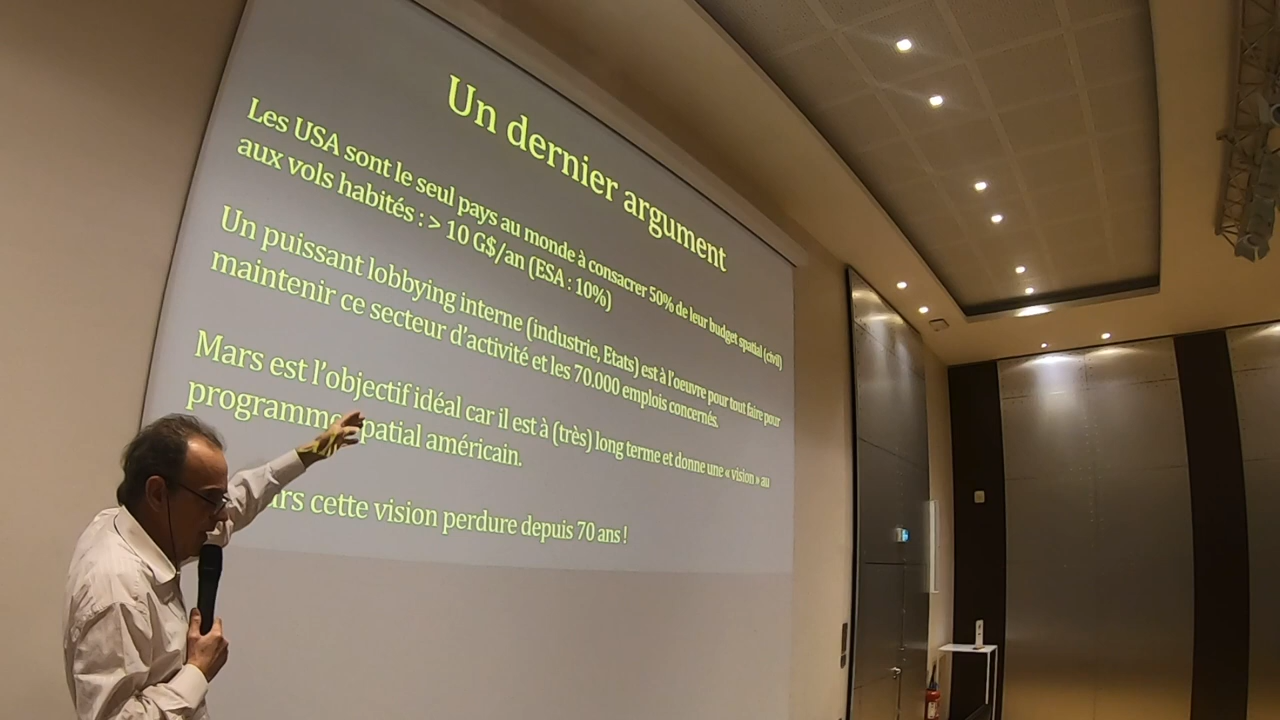 Un dernier argument
Les USA sont le seul pays au monde à consacrer 50% de leur budget spatial (civil)
aux vols habités : > 10 G$/an (ESA : 10%)
Un puissant lobbying interne (industrie, Etats) est à l'oeuvre pour tout faire pour
maintenir ce secteur d'activité et les 70.000 emplois concernés.
Mars est l'objectif idéal car il est à (très) long terme et donne une « vision » au
programme spatial américain.
cette vision perdure depuis 70 ans !